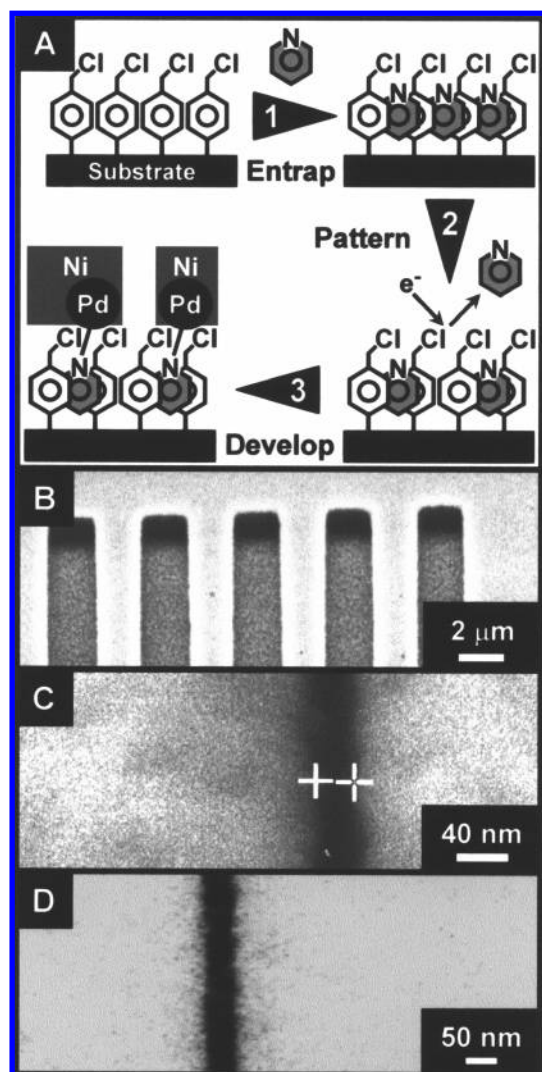 A
N
Cl Cl Cl Cl
1
Entrap
Substrate
N N N
Cl Cl Cl Cl
Pattern
2
e⁻
N
Cl Cl Cl Cl
N N
3
Develop
Ni Ni
Pd Pd
Cl Cl Cl Cl
N N
B
2 μm
C
40 nm
D
50 nm